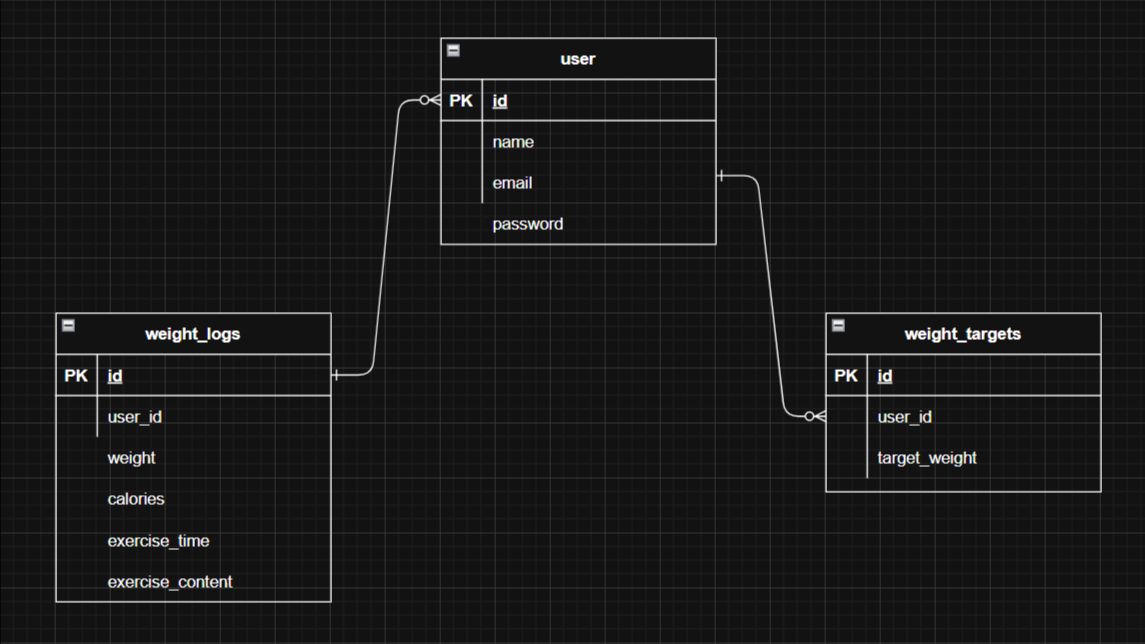 user
PK id
name
email
password
weight_logs
PK id
user_id
weight
calories
exercise_time
exercise_content
weight_targets
PK id
user_id
target_weight